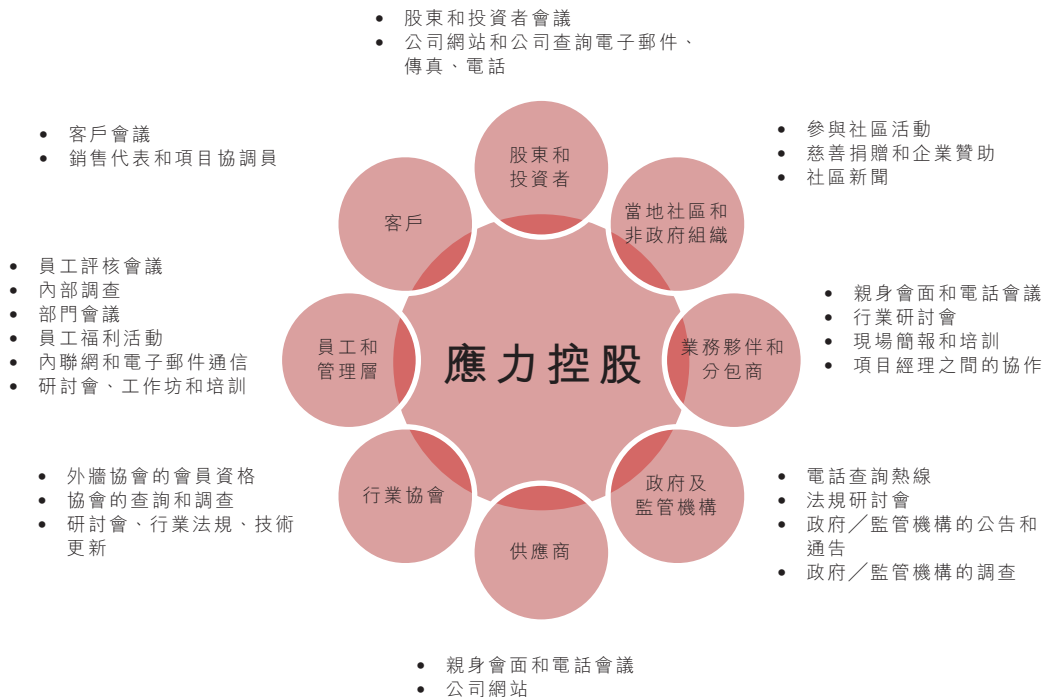 • 股東和投資者會議
• 公司網站和公司查詢電子郵件、
傳真、電話
• 客戶會議
• 銷售代表和項目協調員
• 參與社區活動
• 慈善捐贈和企業贊助
• 社區新聞
股東和
投資者
客戶
當地社區和
非政府組織
• 員工評核會議
• 內部調查
• 部門會議
• 員工福利活動
• 內聯網和電子郵件通信
• 研討會、工作坊和培訓
員工和
管理層
應力控股
業務夥伴和
分包商
• 親身會面和電話會議
• 行業研討會
• 現場簡報和培訓
• 項目經理之間的協作
• 外牆協會的會員資格
• 協會的查詢和調查
• 研討會、行業法規、技術
更新
行業協會
供應商
政府及
監管機構
• 電話查詢熱線
• 法規研討會
• 政府／監管機構的公告和
通告
• 政府／監管機構的調查
• 親身會面和電話會議
• 公司網站